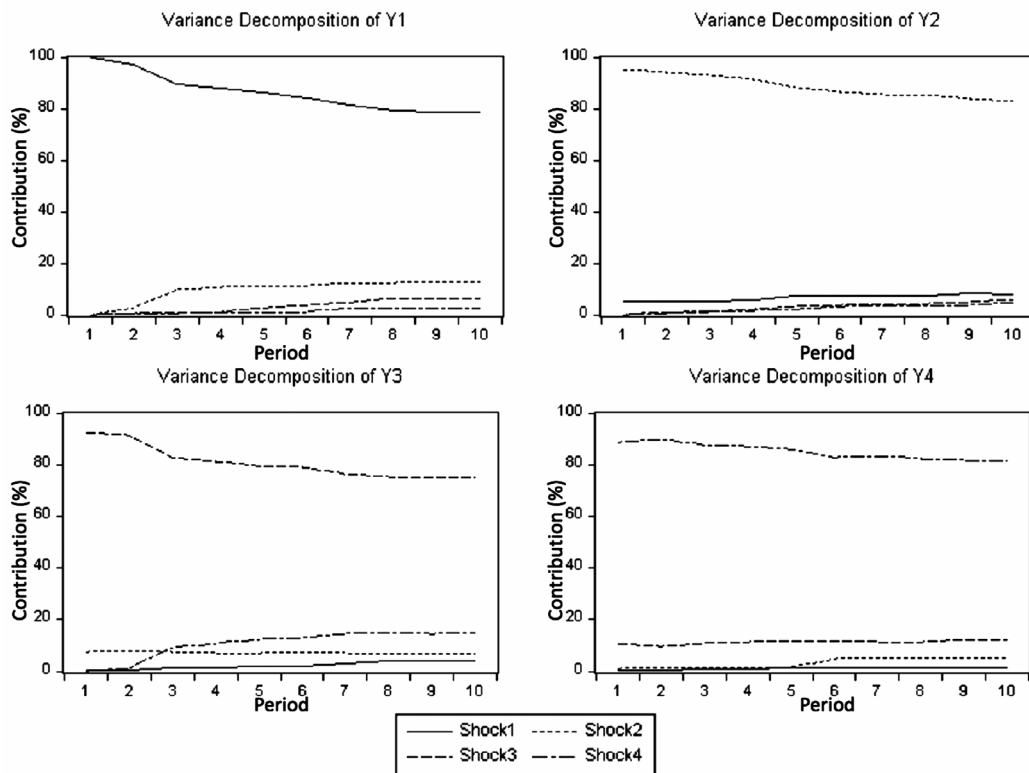 Variance Decomposition of Y1
Contribution (%)
100
80
60
40
20
0
1 2 3 4 5 6 7 8 9 10
Period
Variance Decomposition of Y2
Contribution (%)
100
80
60
40
20
0
1 2 3 4 5 6 7 8 9 10
Period
Variance Decomposition of Y3
Contribution (%)
100
80
60
40
20
0
1 2 3 4 5 6 7 8 9 10
Period
Variance Decomposition of Y4
Contribution (%)
100
80
60
40
20
0
1 2 3 4 5 6 7 8 9 10
Period
Shock1 Shock2
Shock3 Shock4